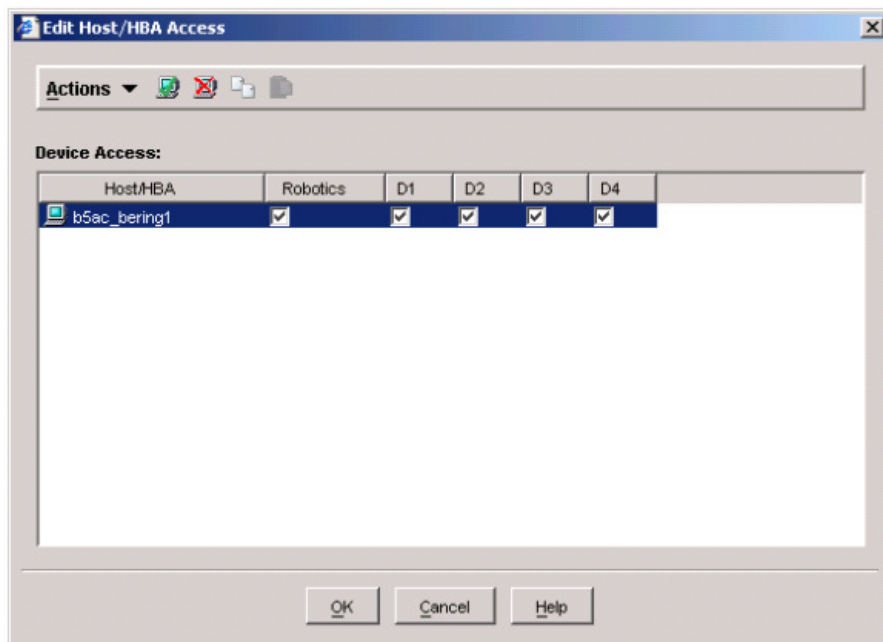 Edit Host/HBA Access
Actions
Device Access:
Host/HBA Robotics D1 D2 D3 D4
b5ac_bering1
OK Cancel Help